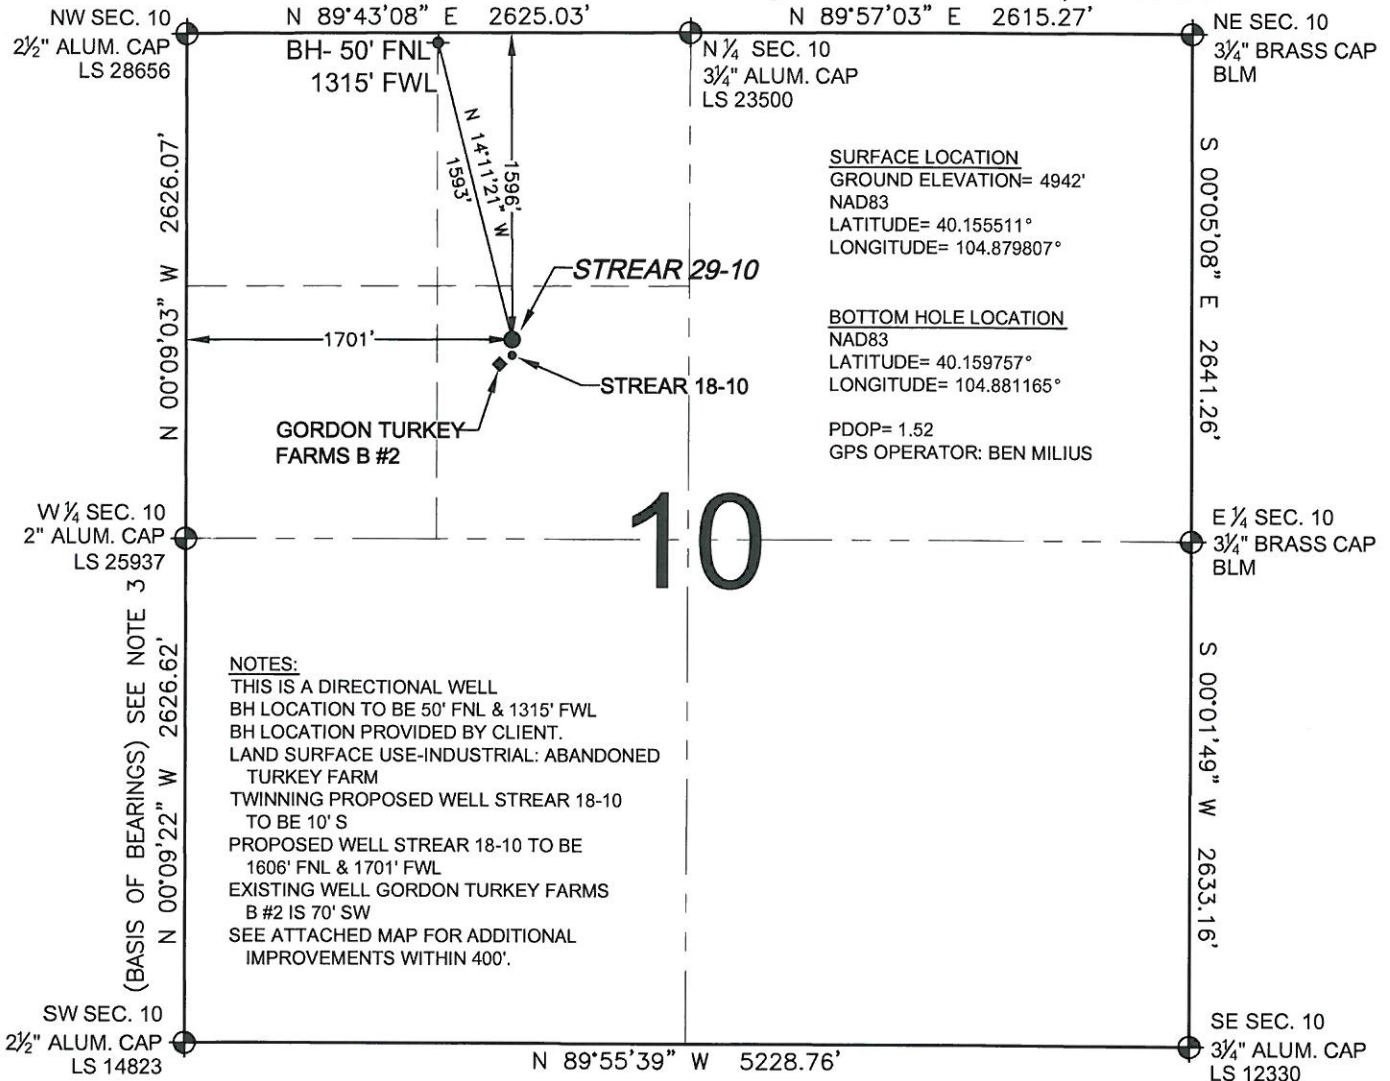 N 89°43'08" E 2625.03'
N 89°57'03" E 2615.27'
NW SEC. 10
2½" ALUM. CAP
LS 28656
BH- 50' FNL
1315' FWL
N ¼ SEC. 10
3¼" ALUM. CAP
LS 23500
NE SEC. 10
3¼" BRASS CAP
BLM
N 00°09'03" W 2626.07'
N 14°11'21" W
1593'
1596'
S 00°05'08" E 2641.26'
SURFACE LOCATION
GROUND ELEVATION= 4942'
NAD83
LATITUDE= 40.155511°
LONGITUDE= 104.879807°
STREAR 29-10
BOTTOM HOLE LOCATION
NAD83
LATITUDE= 40.159757°
LONGITUDE= 104.881165°
1701'
STREAR 18-10
PDOP= 1.52
GPS OPERATOR: BEN MILIUS
GORDON TURKEY
FARMS B #2
W ¼ SEC. 10
2" ALUM. CAP
LS 25937
10
E ¼ SEC. 10
3¼" BRASS CAP
BLM
(BASIS OF BEARINGS) SEE NOTE 3
N 00°09'22" W 2626.62'
S 00°01'49" W 2633.16'
NOTES:
THIS IS A DIRECTIONAL WELL
BH LOCATION TO BE 50' FNL & 1315' FWL
BH LOCATION PROVIDED BY CLIENT.
LAND SURFACE USE-INDUSTRIAL: ABANDONED
TURKEY FARM
TWINNING PROPOSED WELL STREAR 18-10
TO BE 10' S
PROPOSED WELL STREAR 18-10 TO BE
1606' FNL & 1701' FWL
EXISTING WELL GORDON TURKEY FARMS
B #2 IS 70' SW
SEE ATTACHED MAP FOR ADDITIONAL
IMPROVEMENTS WITHIN 400'.
SW SEC. 10
2½" ALUM. CAP
LS 14823
N 89°55'39" W 5228.76'
SE SEC. 10
3¼" ALUM. CAP
LS 12330